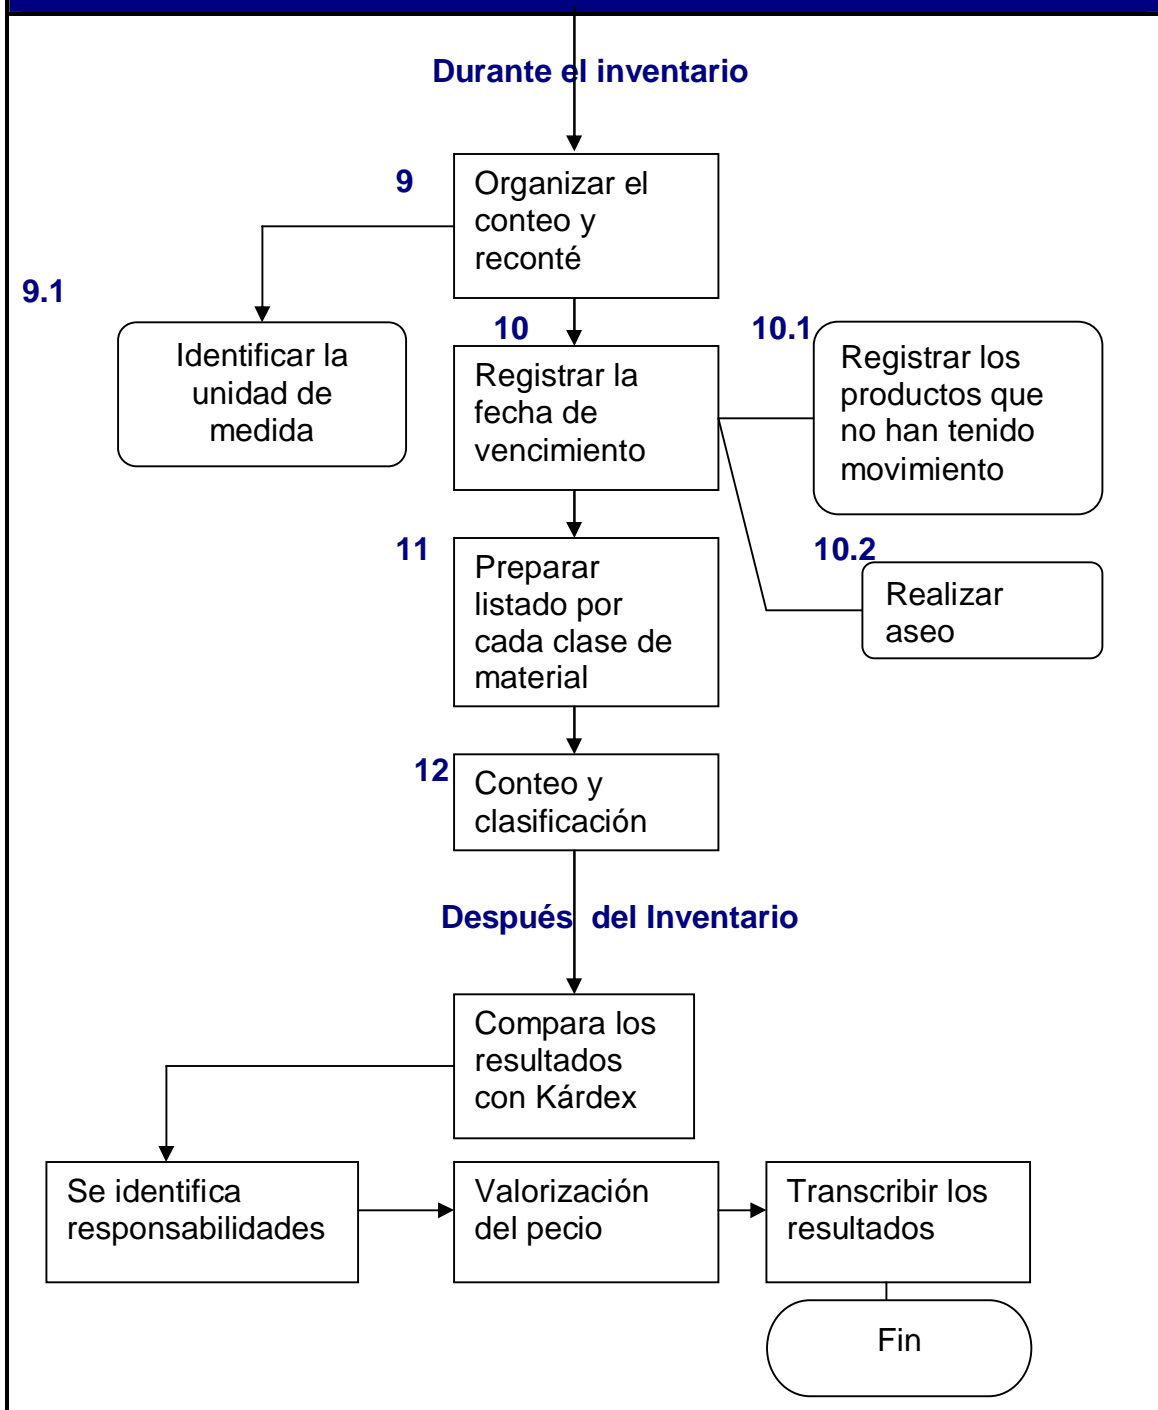 Durante el inventario
9
Organizar el
conteo y
reconté
9.1
Identificar la
unidad de
medida
10
Registrar la
fecha de
vencimiento
10.1
Registrar los
productos que
no han tenido
movimiento
10.2
Realizar
aseo
11
Preparar
listado por
cada clase de
material
12
Conteo y
clasificación
Después del Inventario
Compara los
resultados
con Kárdex
Se identifica
responsabilidades
Valorización
del pecio
Transcribir los
resultados
Fin